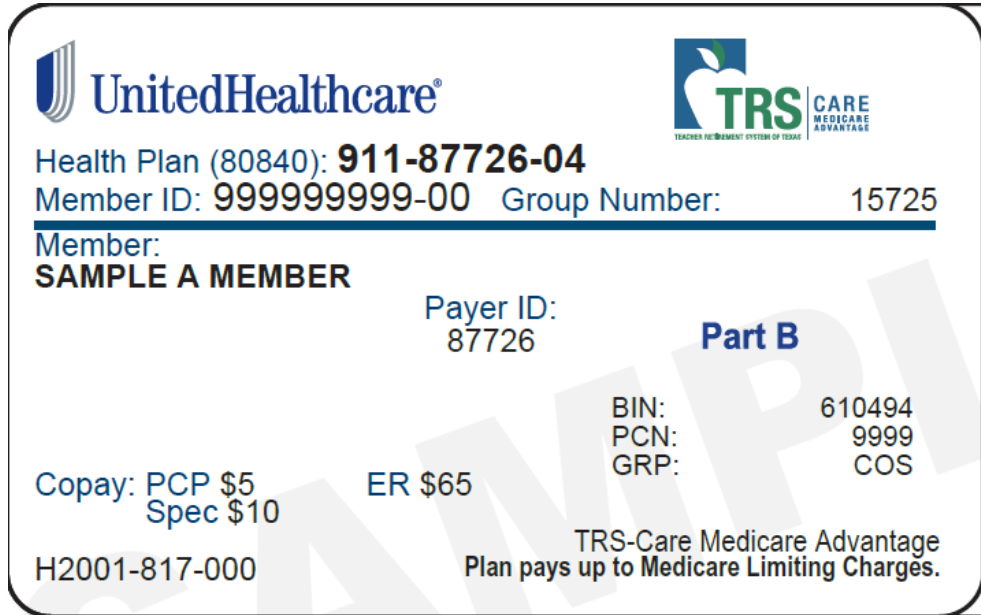 UnitedHealthcare®
TRS CARE
MEDICARE
ADVANTAGE
TEACHER RETIREMENT SYSTEM OF TEXAS
Health Plan (80840): 911-87726-04
Member ID: 999999999-00 Group Number: 15725
Member:
SAMPLE A MEMBER
Payer ID:
87726
Part B
BIN: 610494
PCN: 9999
GRP: COS
Copay: PCP $5 ER $65
Spec $10
H2001-817-000
TRS-Care Medicare Advantage
Plan pays up to Medicare Limiting Charges.
SAMPL